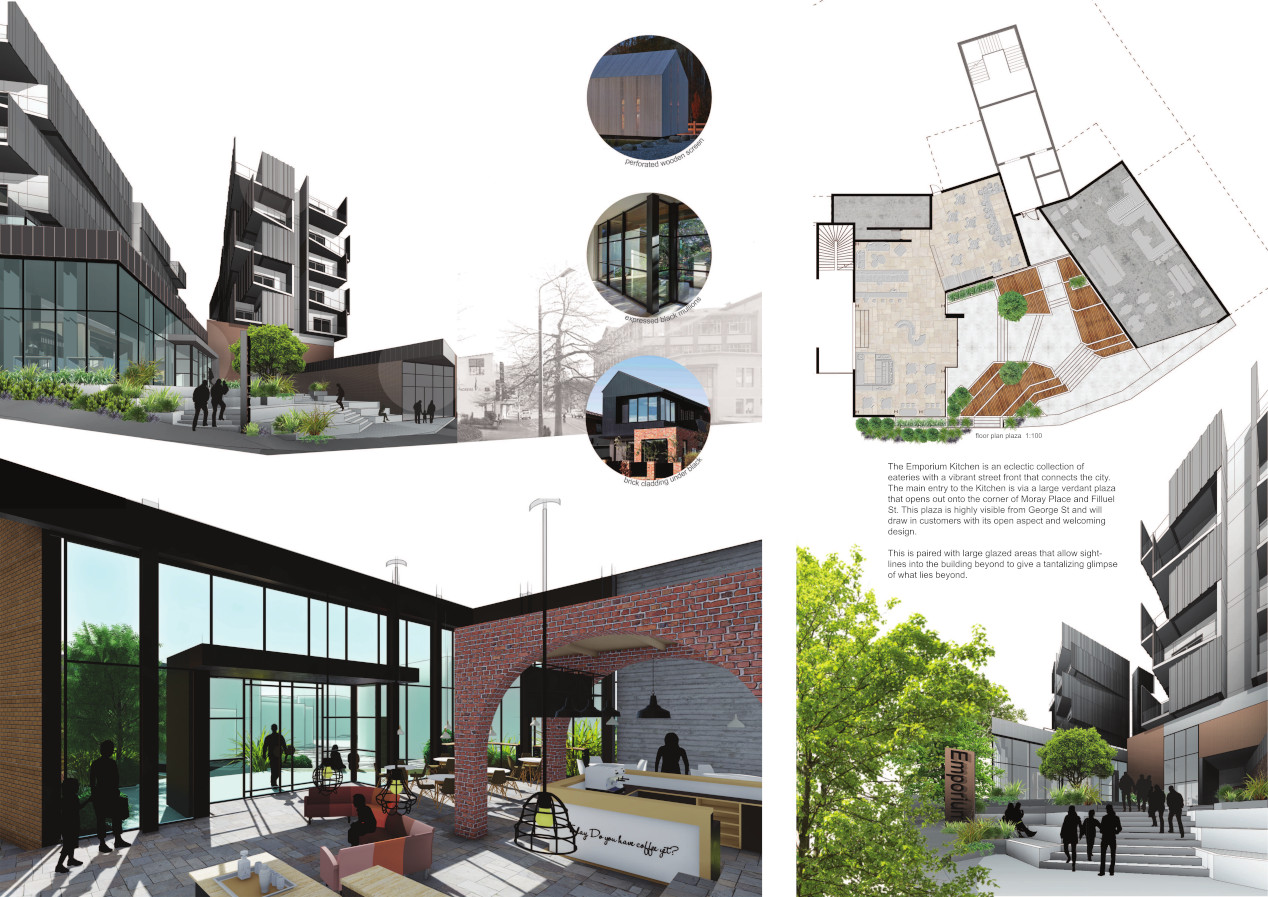 perforated wooden screen
expressed black mullions
brick cladding under black
floor plan plaza 1:100
The Emporium Kitchen is an eclectic collection of
eateries with a vibrant street front that connects the city.
The main entry to the Kitchen is via a large verdant plaza
that opens out onto the corner of Moray Place and Filluel
St. This plaza is highly visible from George St and will
draw in customers with its open aspect and welcoming
design.
This is paired with large glazed areas that allow sight-
lines into the building beyond to give a tantalizing glimpse
of what lies beyond.
Do you have coffee yet?
Emporium